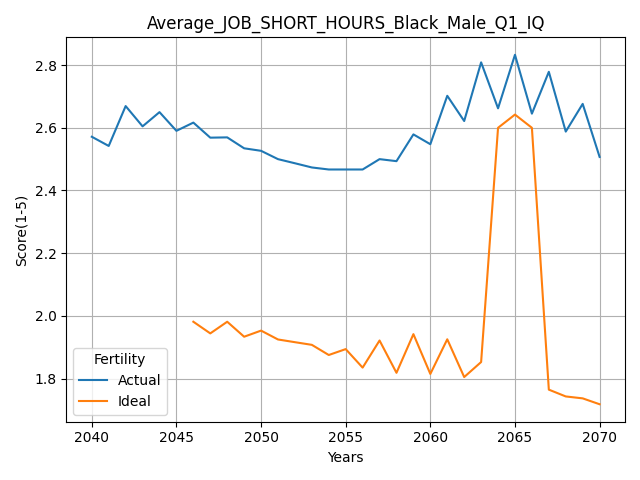 Average_JOB_SHORT_HOURS_Black_Male_Q1_IQ
Score(1-5)
2.8
2.6
2.4
2.2
2.0
1.8
Fertility
Actual
Ideal
2040 2045 2050 2055 2060 2065 2070
Years